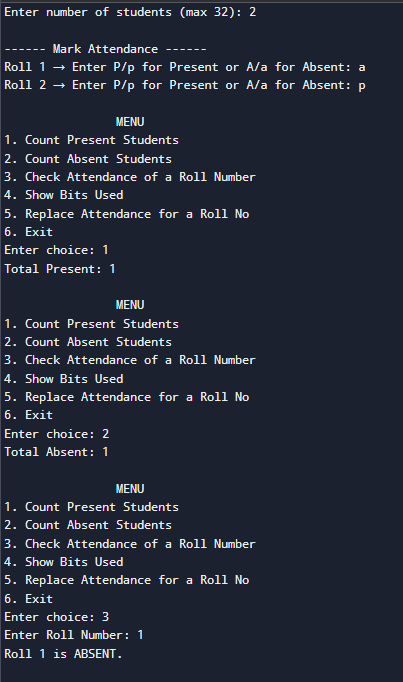 Enter number of students (max 32): 2
------ Mark Attendance ------
Roll 1 → Enter P/p for Present or A/a for Absent: a
Roll 2 → Enter P/p for Present or A/a for Absent: p
MENU
1. Count Present Students
2. Count Absent Students
3. Check Attendance of a Roll Number
4. Show Bits Used
5. Replace Attendance for a Roll No
6. Exit
Enter choice: 1
Total Present: 1
MENU
1. Count Present Students
2. Count Absent Students
3. Check Attendance of a Roll Number
4. Show Bits Used
5. Replace Attendance for a Roll No
6. Exit
Enter choice: 2
Total Absent: 1
MENU
1. Count Present Students
2. Count Absent Students
3. Check Attendance of a Roll Number
4. Show Bits Used
5. Replace Attendance for a Roll No
6. Exit
Enter choice: 3
Enter Roll Number: 1
Roll 1 is ABSENT.